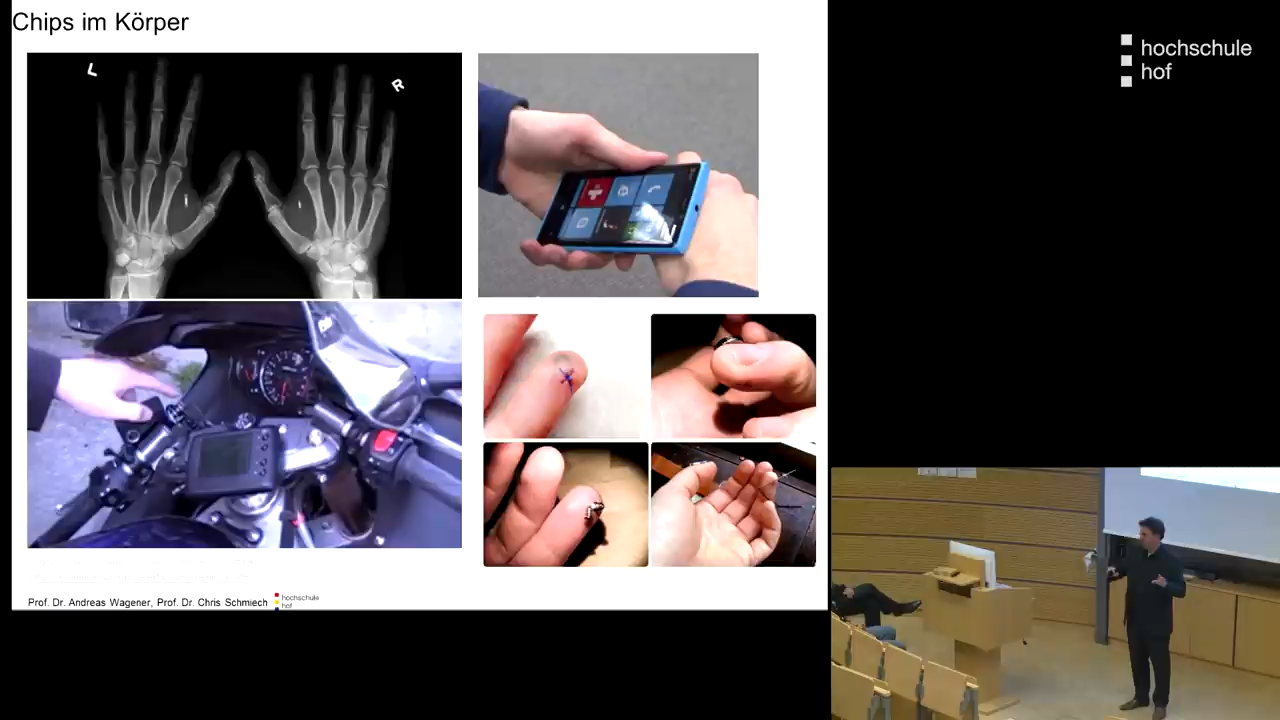 Chips im Körper
L
R
hochschule
hof
Prof. Dr. Andreas Wagener, Prof. Dr. Chris Schmiech
hochschule
hof